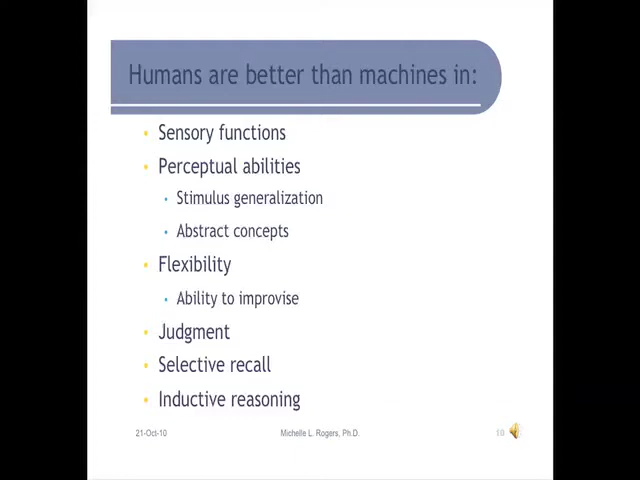 Humans are better than machines in:
• Sensory functions
• Perceptual abilities
• Stimulus generalization
• Abstract concepts
• Flexibility
• Ability to improvise
• Judgment
• Selective recall
• Inductive reasoning
21-Oct-10 Michelle L. Rogers, Ph.D.